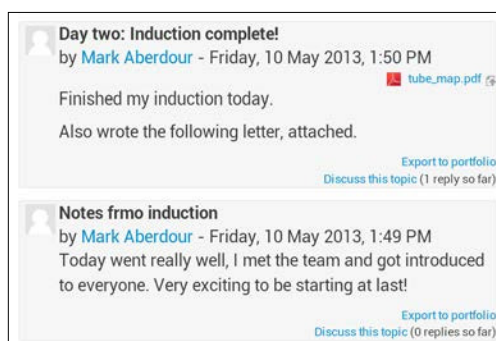 Day two: Induction complete!
by Mark Aberdour - Friday, 10 May 2013, 1:50 PM
tube_map.pdf
Finished my induction today.
Also wrote the following letter, attached.
Export to portfolio
Discuss this topic (1 reply so far)
Notes frmo induction
by Mark Aberdour - Friday, 10 May 2013, 1:49 PM
Today went really well, I met the team and got introduced
to everyone. Very exciting to be starting at last!
Export to portfolio
Discuss this topic (0 replies so far)